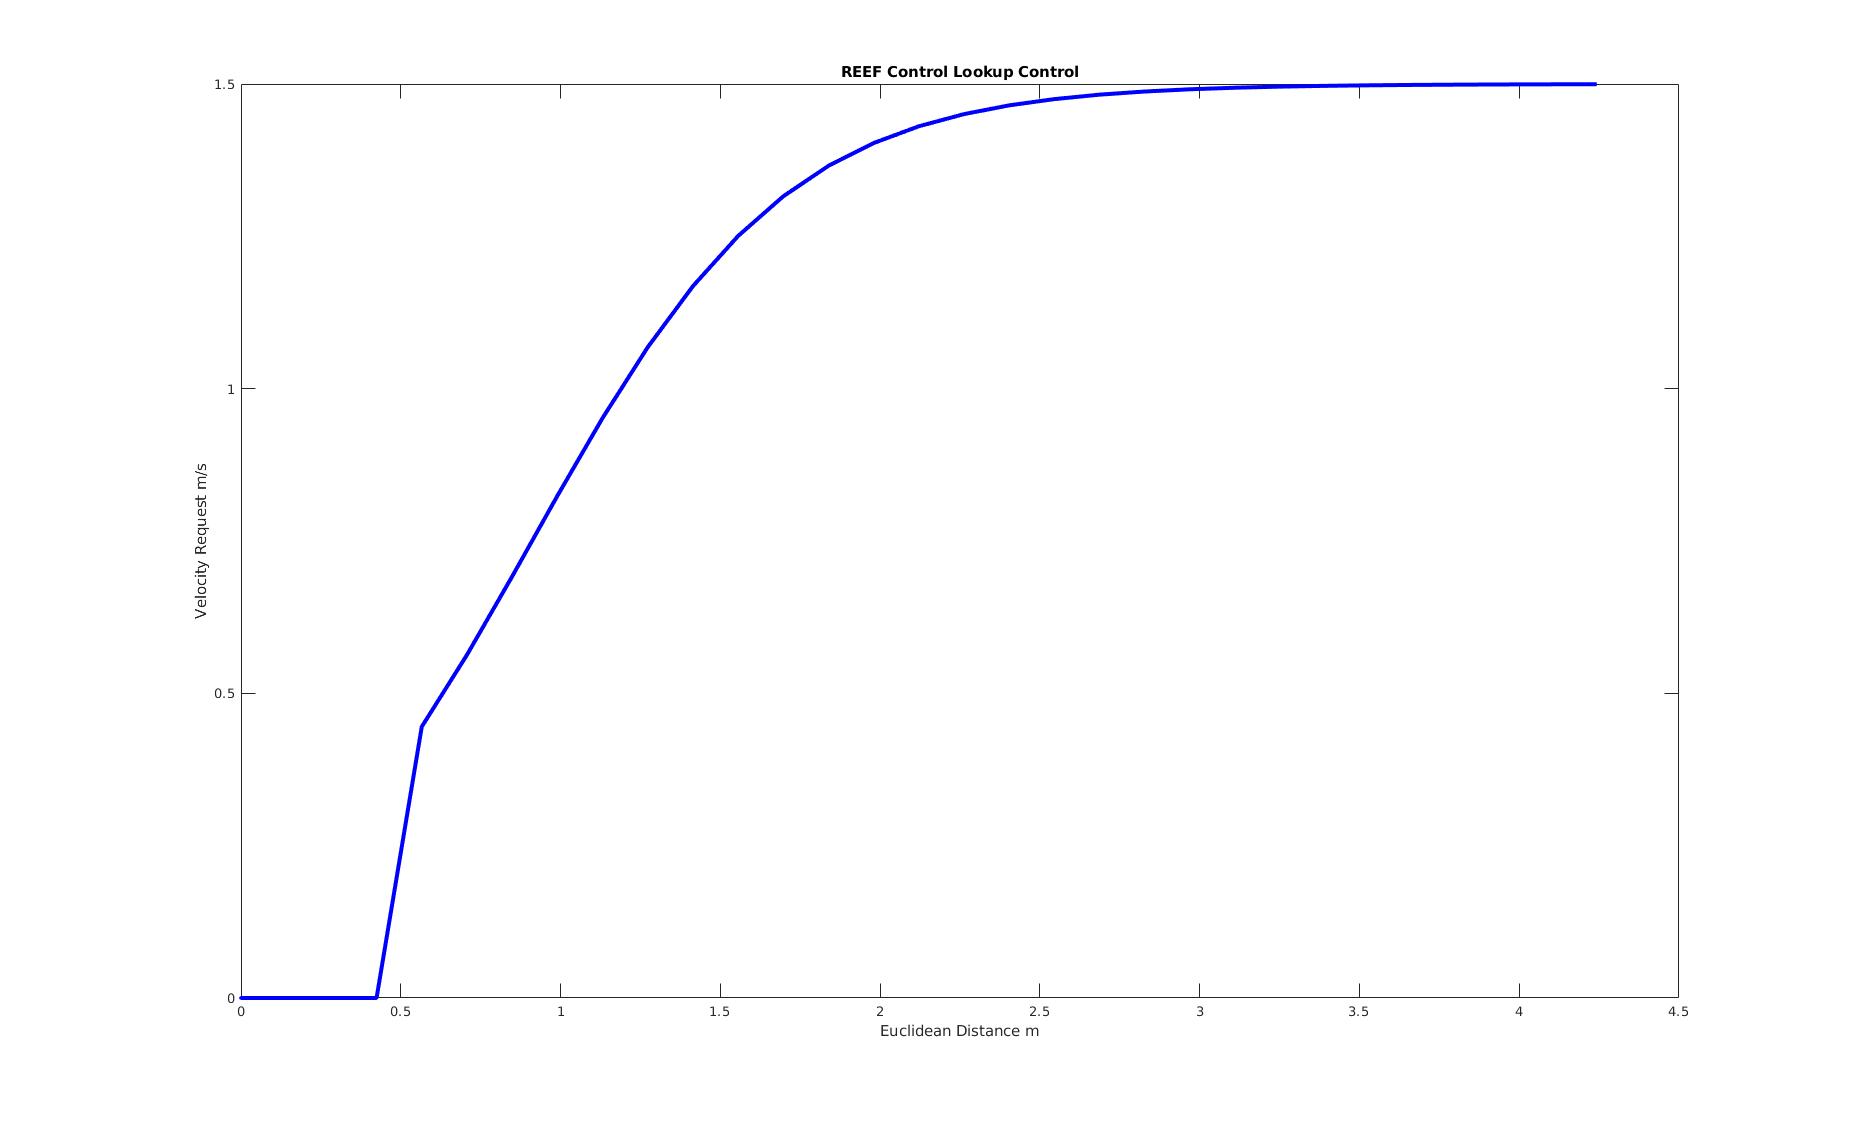 REEF Control Lookup Control
1.5
1
0.5
0
Velocity Request m/s
0 0.5 1 1.5 2 2.5 3 3.5 4 4.5
Euclidean Distance m